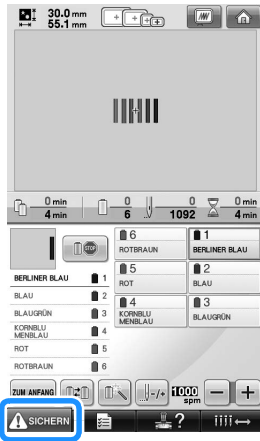 30.0 mm
55.1 mm
0 min
4 min
0
6
0
1092
0 min
4 min
STOP
6
ROTBRAUN
1
BERLINER BLAU
5
ROT
2
BLAU
4
KORNBLU
MENBLAU
3
BLAUGRÜN
BERLINER BLAU 1
BLAU 2
BLAUGRÜN 3
KORNBLU
MENBLAU 4
ROT 5
ROTBRAUN 6
ZUM ANFANG
-/+
1000
spm
- +
SICHERN
?